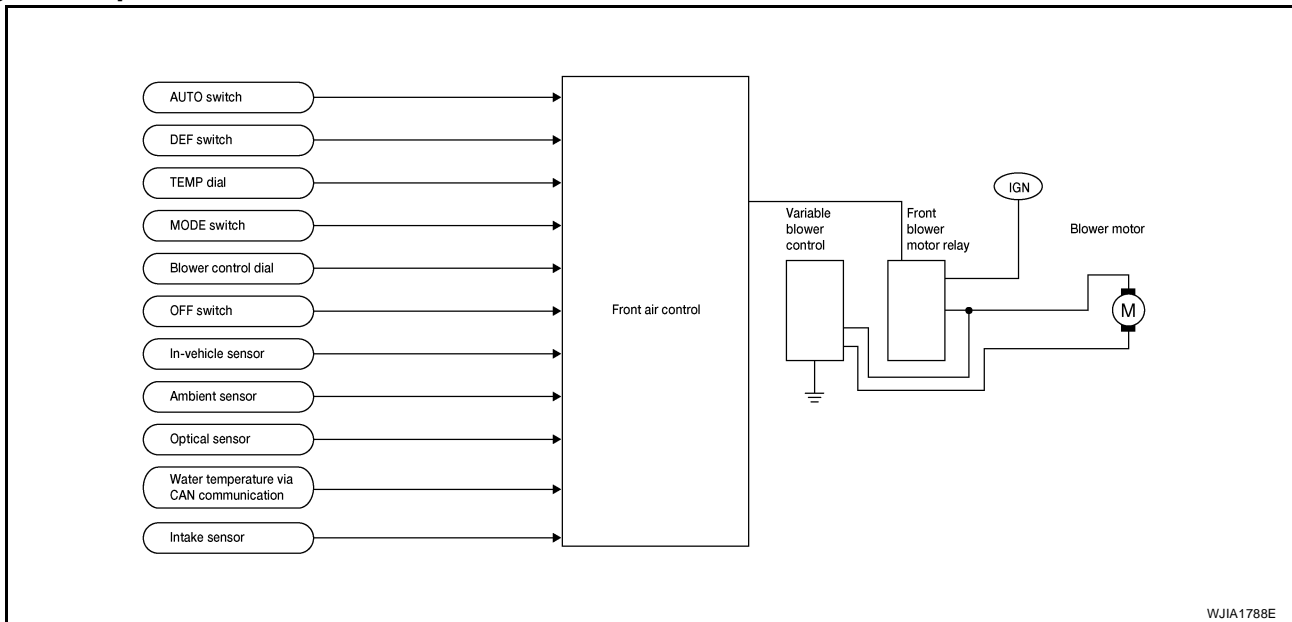 AUTO switch
DEF switch
TEMP dial
MODE switch
Blower control dial
OFF switch
In-vehicle sensor
Ambient sensor
Optical sensor
Water temperature via
CAN communication
Intake sensor
Front air control
Variable
blower
control
Front
blower
motor relay
IGN
Blower motor
M
WJIA1788E